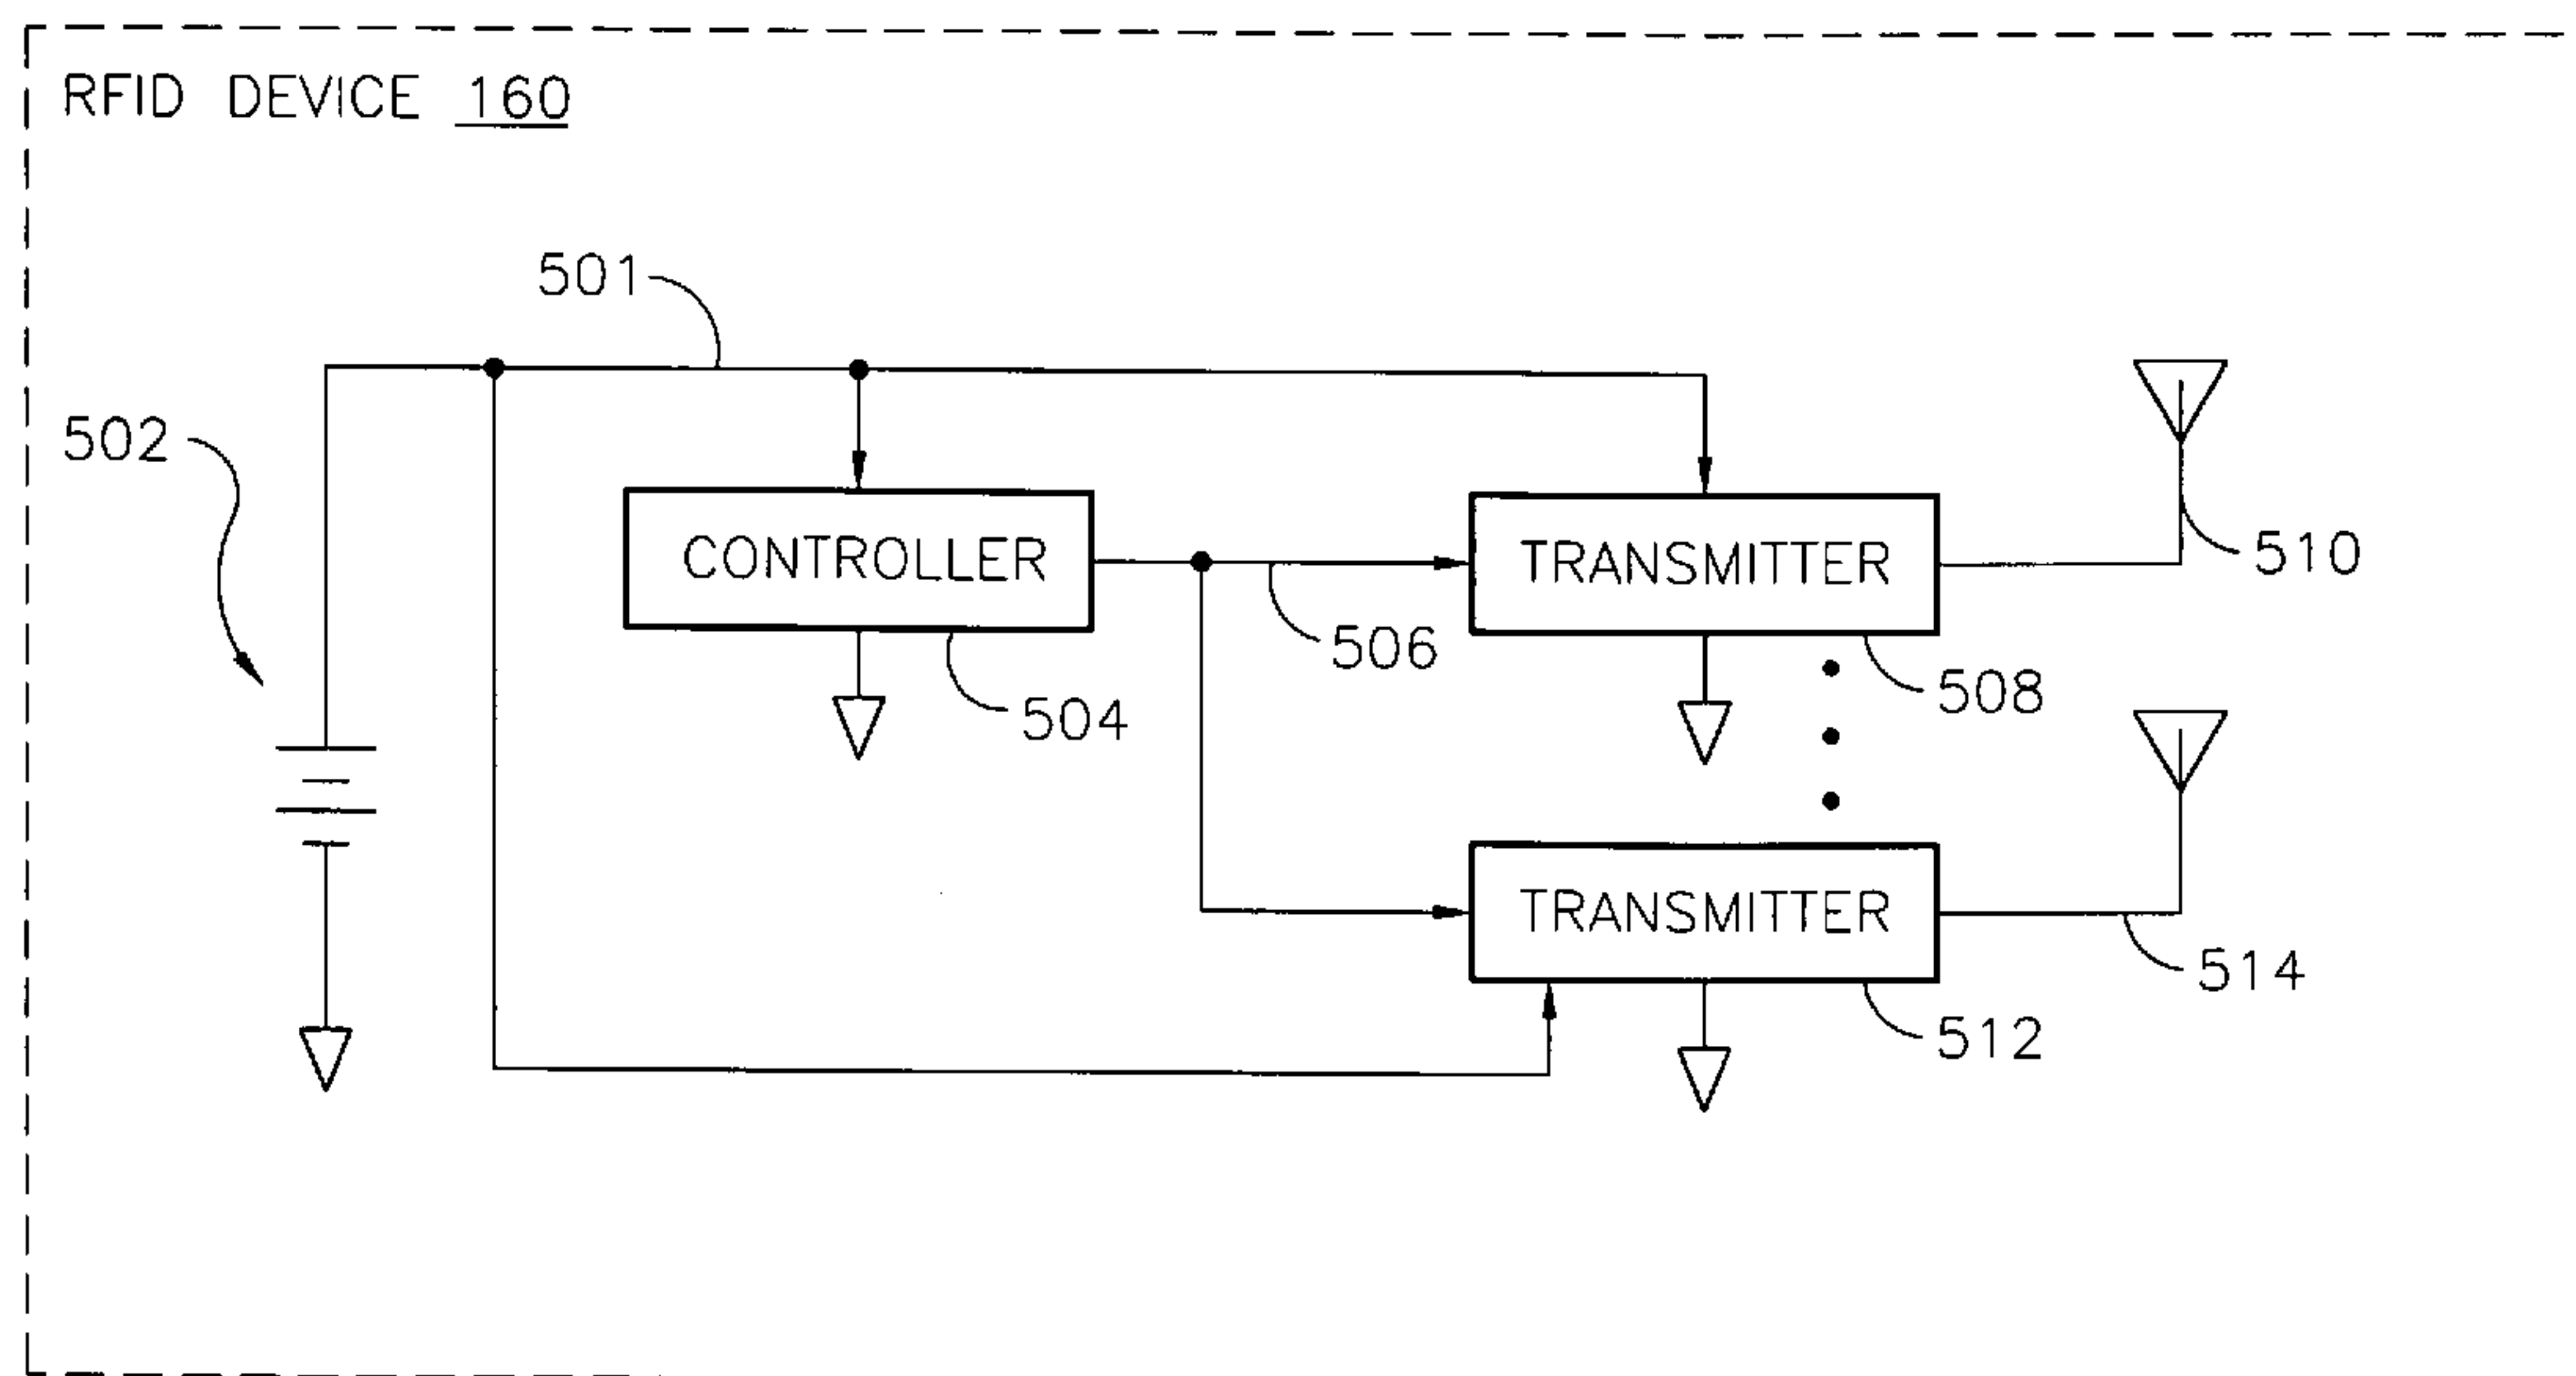 RFID DEVICE 160
501
502
CONTROLLER
TRANSMITTER
510
506
504
508
TRANSMITTER
514
512